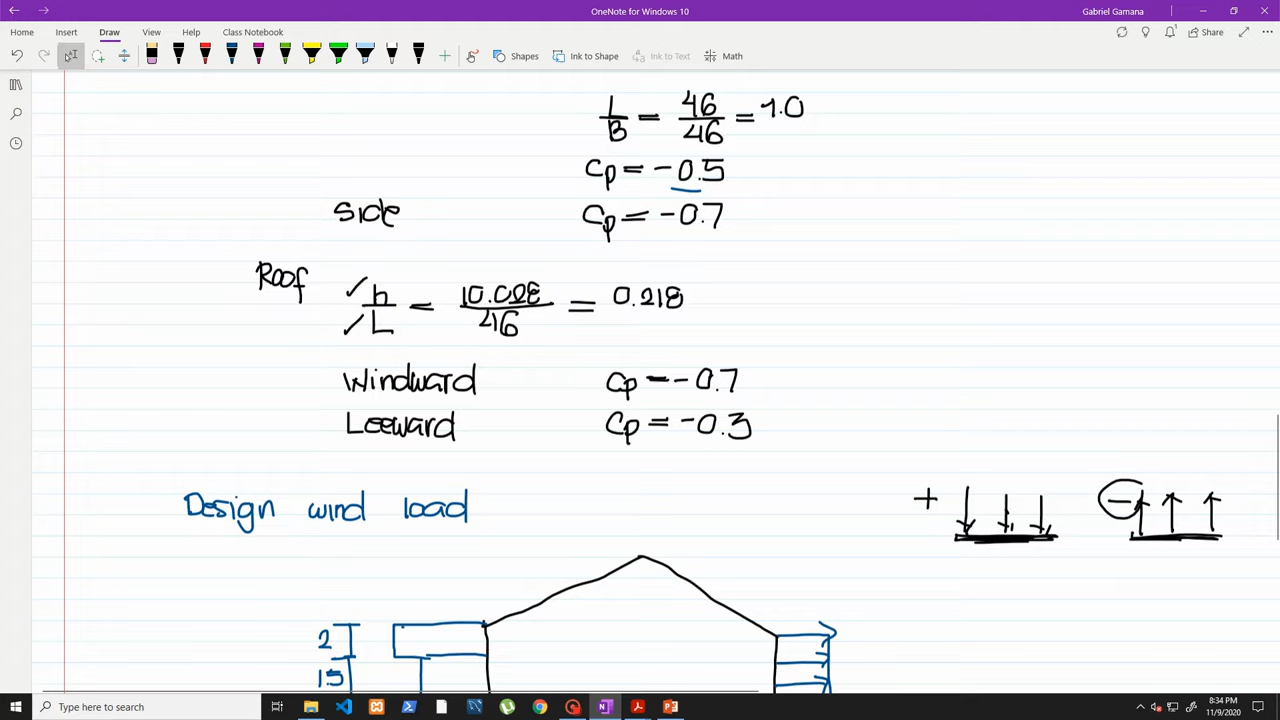 OneNote for Windows 10
Gabriel Gamana
Home Insert Draw View Help Class Notebook
Share
Shapes Ink to Shape Ink to Text Math
L/B = 46/46 = 1.0
Cp = -0.5
Side Cp = -0.7
Roof h/L = 10.028/46 = 0.218
Windward Cp = -0.7
Leeward Cp = -0.3
Design wind load
+ -
2
1.5
Type here to search
8:34 PM
11/9/2020